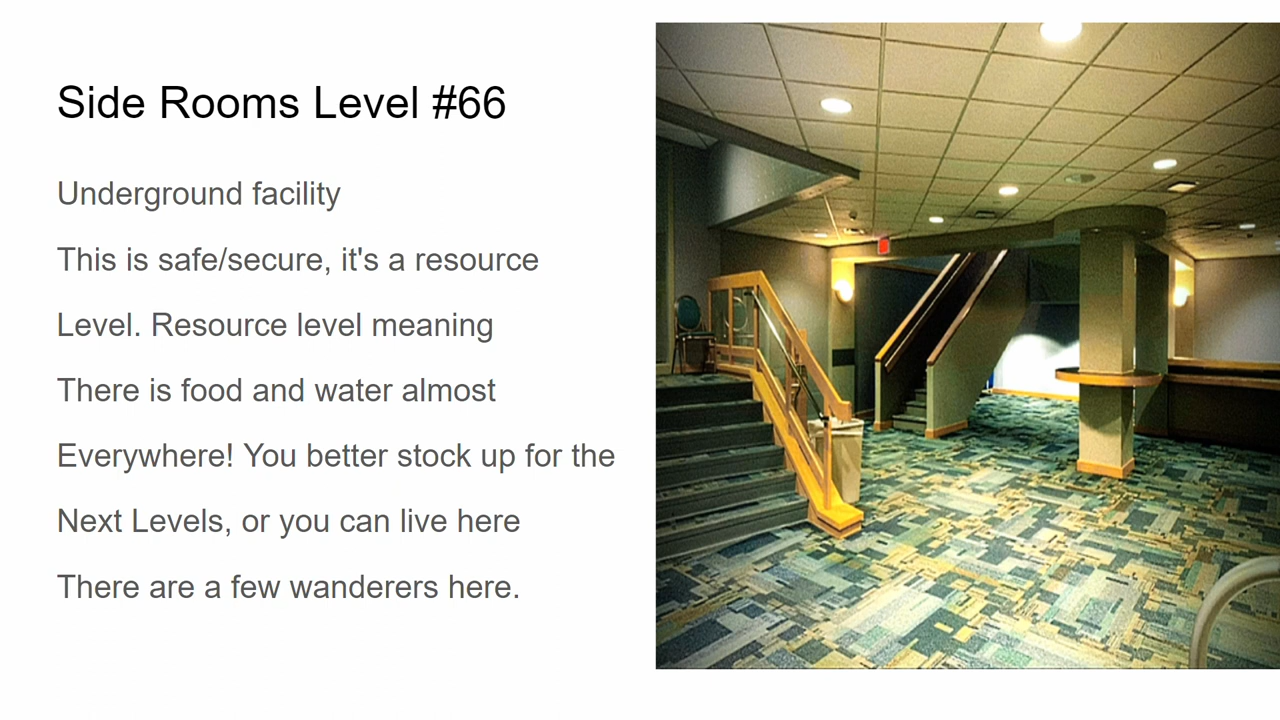 Side Rooms Level #66
Underground facility
This is safe/secure, it's a resource
Level. Resource level meaning
There is food and water almost
Everywhere! You better stock up for the
Next Levels, or you can live here
There are a few wanderers here.